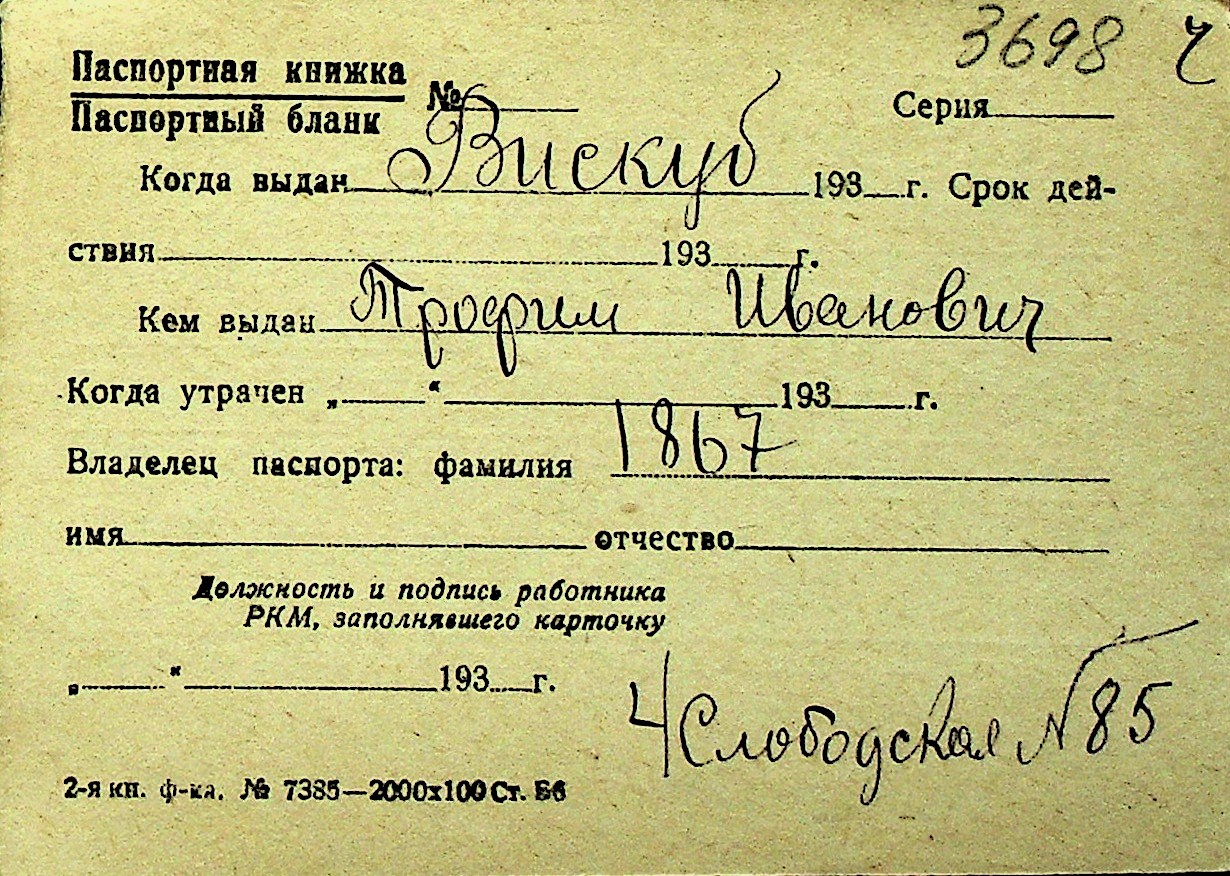 3698 ч
Паспортная книжка
Паспортный бланк № Серия
Когда выдан Вискуб 193 г. Срок дей-
ствия 193 г.
Кем выдан Трофим Иванович
Когда утрачен „ “ 193 г.
Владелец паспорта: фамилия 1867
имя отчество
Должность и подпись работника
РКМ, заполнявшего карточку
„ “ 193 г.
4 Слободская № 85
2-я кн. ф-ка. № 7385—2000х100 Ст. Б6